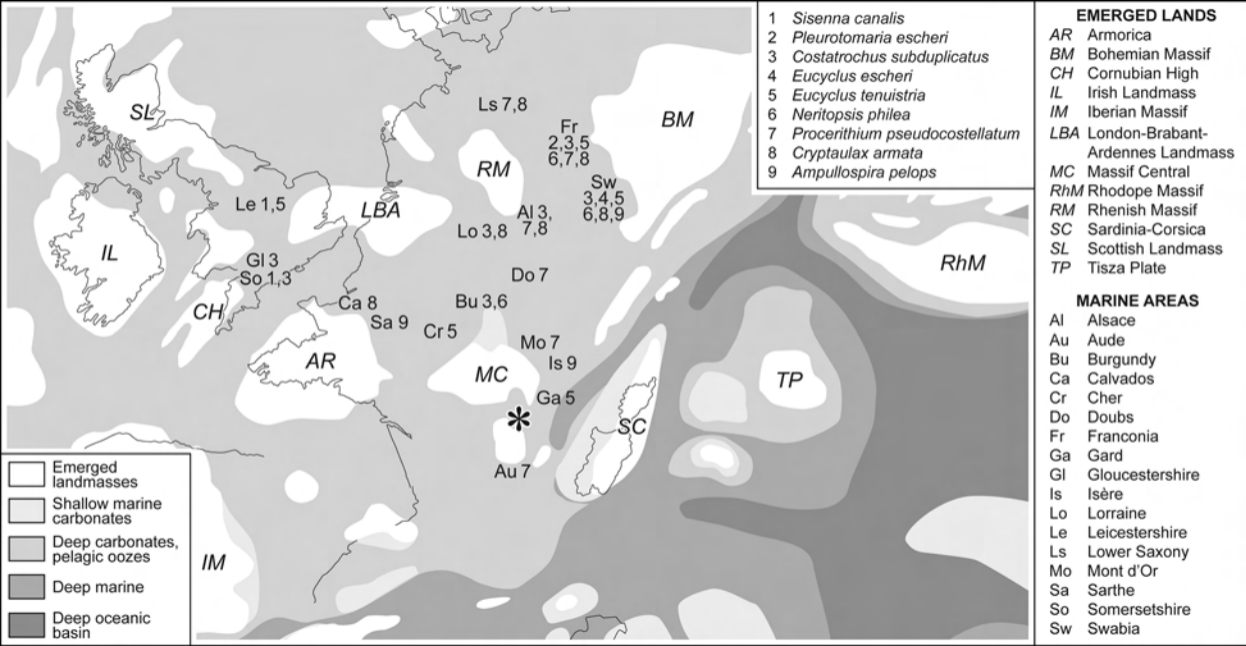 SL
Ls 7,8
BM
Fr
2,3,5
6,7,8
RM
Sw
3,4,5
6,8,9
Le 1,5
LBA
Al 3,
7,8
Lo 3,8
IL
Gl 3
So 1,3
RhM
Do 7
CH
Ca 8
Bu 3,6
Sa 9
Cr 5
Mo 7
AR
Is 9
MC
TP
Ga 5
*
SC
Au 7
IM
Emerged
landmasses
Shallow marine
carbonates
Deep carbonates,
pelagic oozes
Deep marine
Deep oceanic
basin
1 Sisenna canalis
2 Pleurotomaria escheri
3 Costatrochus subduplicatus
4 Eucyclus escheri
5 Eucyclus tenuistria
6 Neritopsis philea
7 Procerithium pseudocostellatum
8 Cryptaulax armata
9 Ampullospira pelops
EMERGED LANDS
AR Armorica
BM Bohemian Massif
CH Cornubian High
IL Irish Landmass
IM Iberian Massif
LBA London-Brabant-
Ardennes Landmass
MC Massif Central
RhM Rhodope Massif
RM Rhenish Massif
SC Sardinia-Corsica
SL Scottish Landmass
TP Tisza Plate
MARINE AREAS
Al Alsace
Au Aude
Bu Burgundy
Ca Calvados
Cr Cher
Do Doubs
Fr Franconia
Ga Gard
Gl Gloucestershire
Is Isère
Lo Lorraine
Le Leicestershire
Ls Lower Saxony
Mo Mont d'Or
Sa Sarthe
So Somersetshire
Sw Swabia